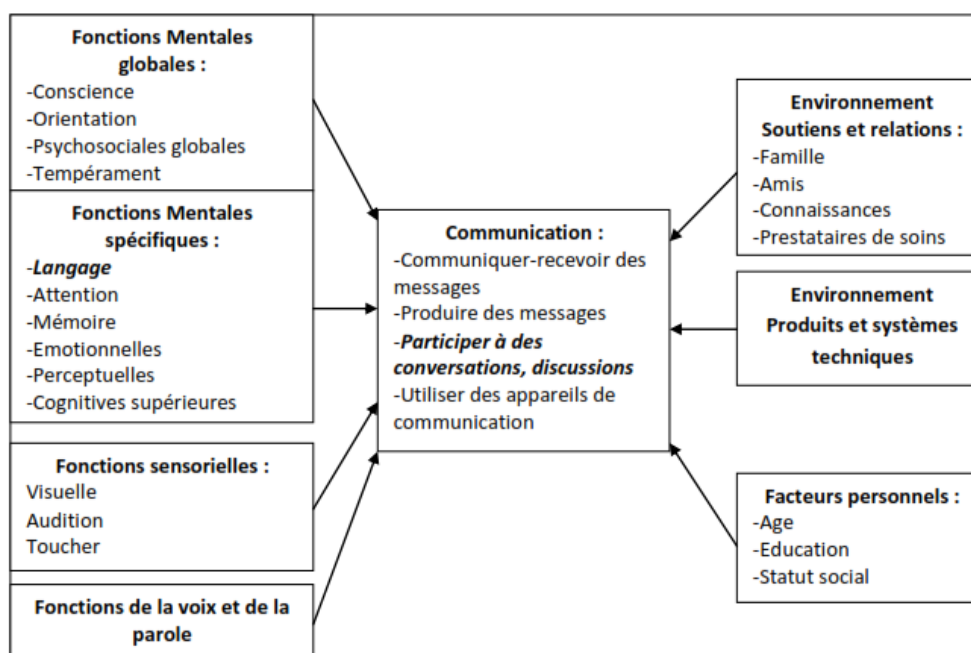 Fonctions Mentales
globales :
-Conscience
-Orientation
-Psychosociales globales
-Tempérament
Fonctions Mentales
spécifiques :
-Langage
-Attention
-Mémoire
-Emotionnelles
-Perceptuelles
-Cognitives supérieures
Fonctions sensorielles :
Visuelle
Audition
Toucher
Fonctions de la voix et de la
parole
Communication :
-Communiquer-recevoir des
messages
-Produire des messages
-Participer à des
conversations, discussions
-Utiliser des appareils de
communication
Environnement
Soutiens et relations :
-Famille
-Amis
-Connaissances
-Prestataires de soins
Environnement
Produits et systèmes
techniques
Facteurs personnels :
-Age
-Education
-Statut social